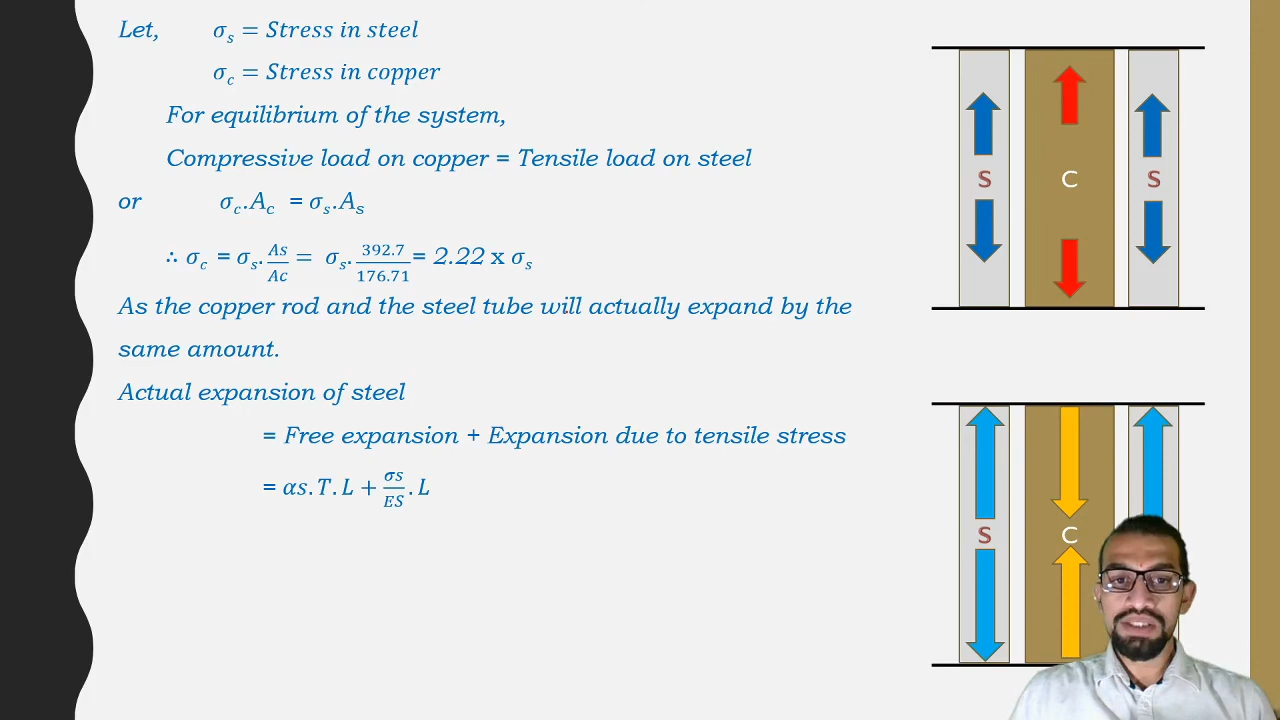 Let, σs = Stress in steel
σc = Stress in copper
For equilibrium of the system,
Compressive load on copper = Tensile load on steel
or σc.Ac = σs.As
∴ σc = σs. As/Ac = σs. 392.7/176.71 = 2.22 x σs
As the copper rod and the steel tube will actually expand by the
same amount.
Actual expansion of steel
= Free expansion + Expansion due to tensile stress
= αs. T. L + σs/ES . L
S C S
S C